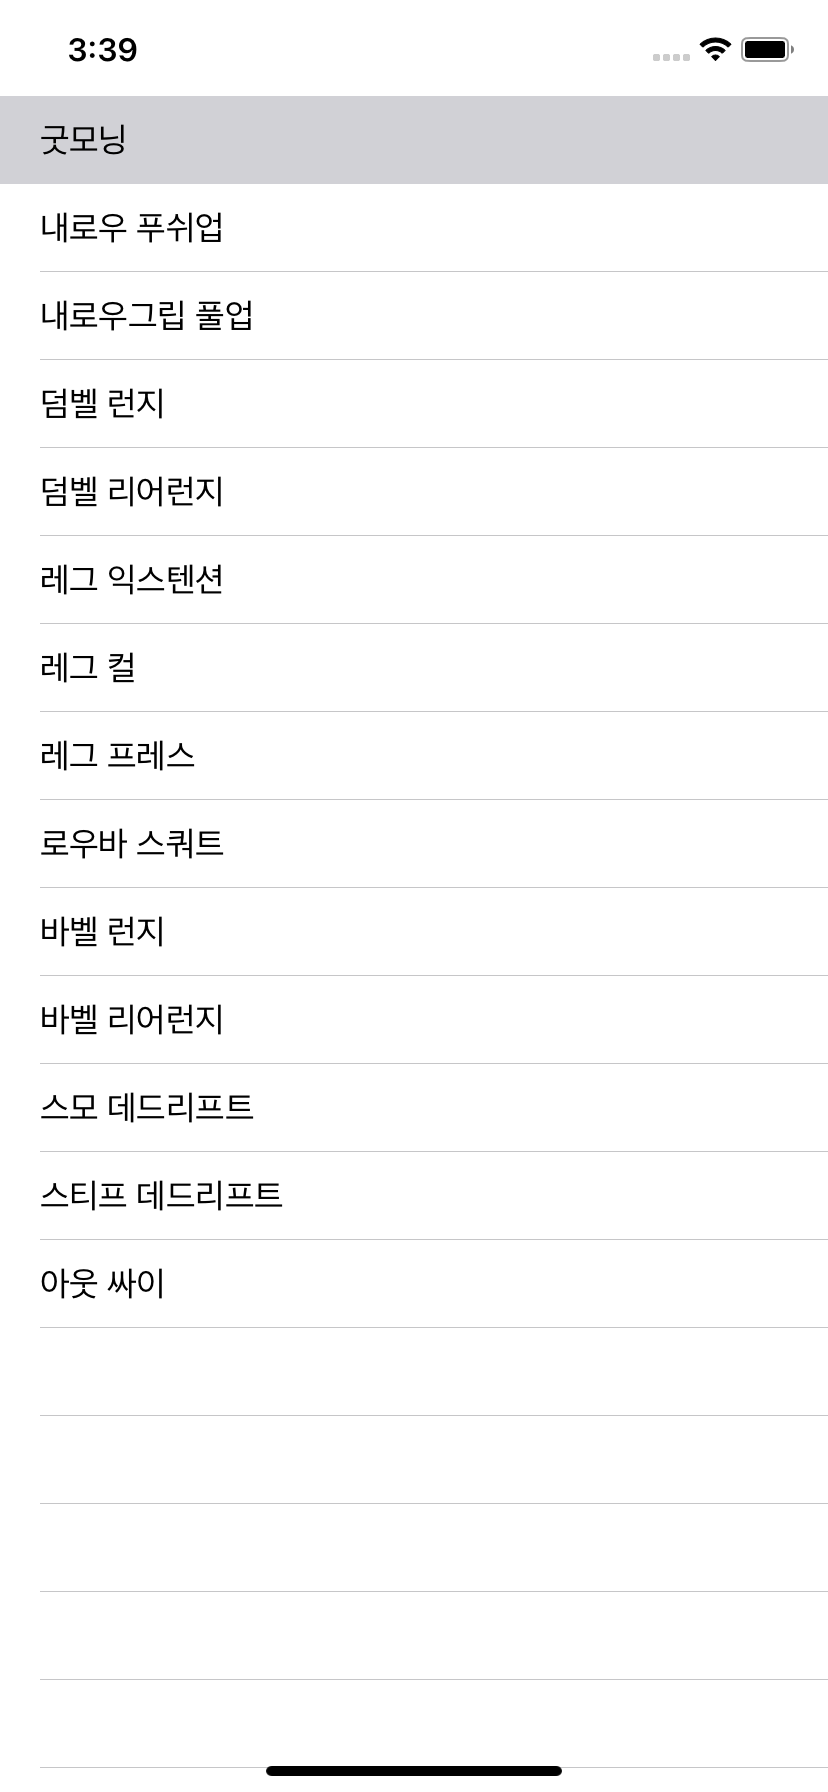 3:39
굿모닝
내로우 푸쉬업
내로우그립 풀업
덤벨 런지
덤벨 리어런지
레그 익스텐션
레그 컬
레그 프레스
로우바 스쿼트
바벨 런지
바벨 리어런지
스모 데드리프트
스티프 데드리프트
아웃 싸이